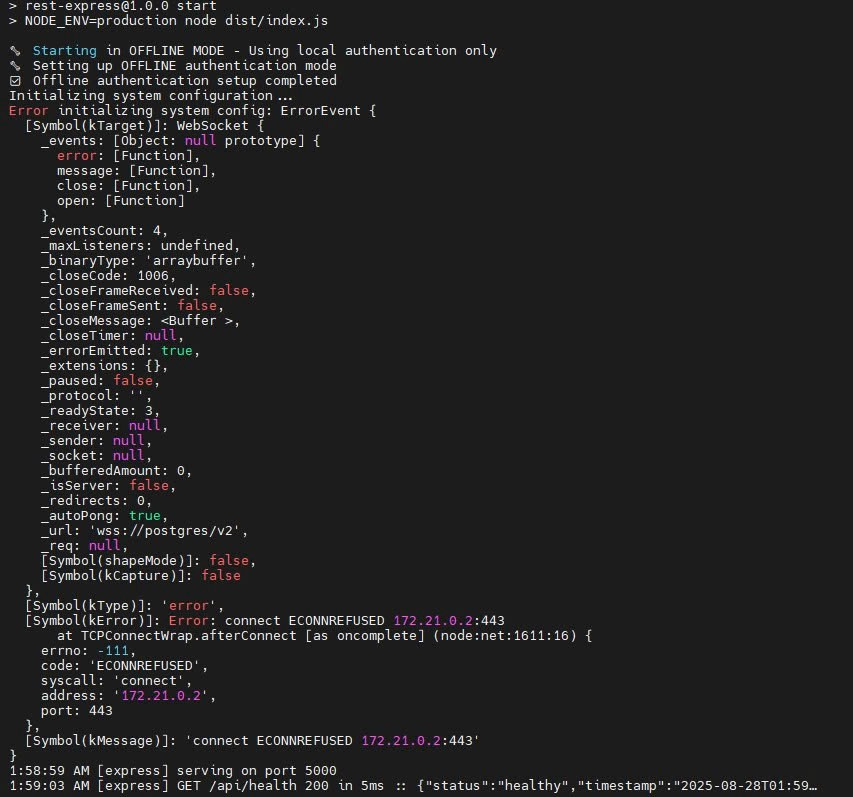 > rest-express@1.0.0 start
> NODE_ENV=production node dist/index.js
Starting in OFFLINE MODE - Using local authentication only
Setting up OFFLINE authentication mode
Offline authentication setup completed
Initializing system configuration...
Error initializing system config: ErrorEvent {
[Symbol(kTarget)]: WebSocket {
_events: [Object: null prototype] {
error: [Function],
message: [Function],
close: [Function],
open: [Function]
},
_eventsCount: 4,
_maxListeners: undefined,
_binaryType: 'arraybuffer',
_closeCode: 1006,
_closeFrameReceived: false,
_closeFrameSent: false,
_closeMessage: <Buffer >,
_closeTimer: null,
_errorEmitted: true,
_extensions: {},
_paused: false,
_protocol: '',
_readyState: 3,
_receiver: null,
_sender: null,
_socket: null,
_bufferedAmount: 0,
_isServer: false,
_redirects: 0,
_autoPong: true,
_url: 'wss://postgres/v2',
_req: null,
[Symbol(shapeMode)]: false,
[Symbol(kCapture)]: false
},
[Symbol(kType)]: 'error',
[Symbol(kError)]: Error: connect ECONNREFUSED 172.21.0.2:443
at TCPConnectWrap.afterConnect [as oncomplete] (node:net:1611:16) {
errno: -111,
code: 'ECONNREFUSED',
syscall: 'connect',
address: '172.21.0.2',
port: 443
},
[Symbol(kMessage)]: 'connect ECONNREFUSED 172.21.0.2:443'
}
1:58:59 AM [express] serving on port 5000
1:59:03 AM [express] GET /api/health 200 in 5ms :: {"status":"healthy","timestamp":"2025-08-28T01:59…